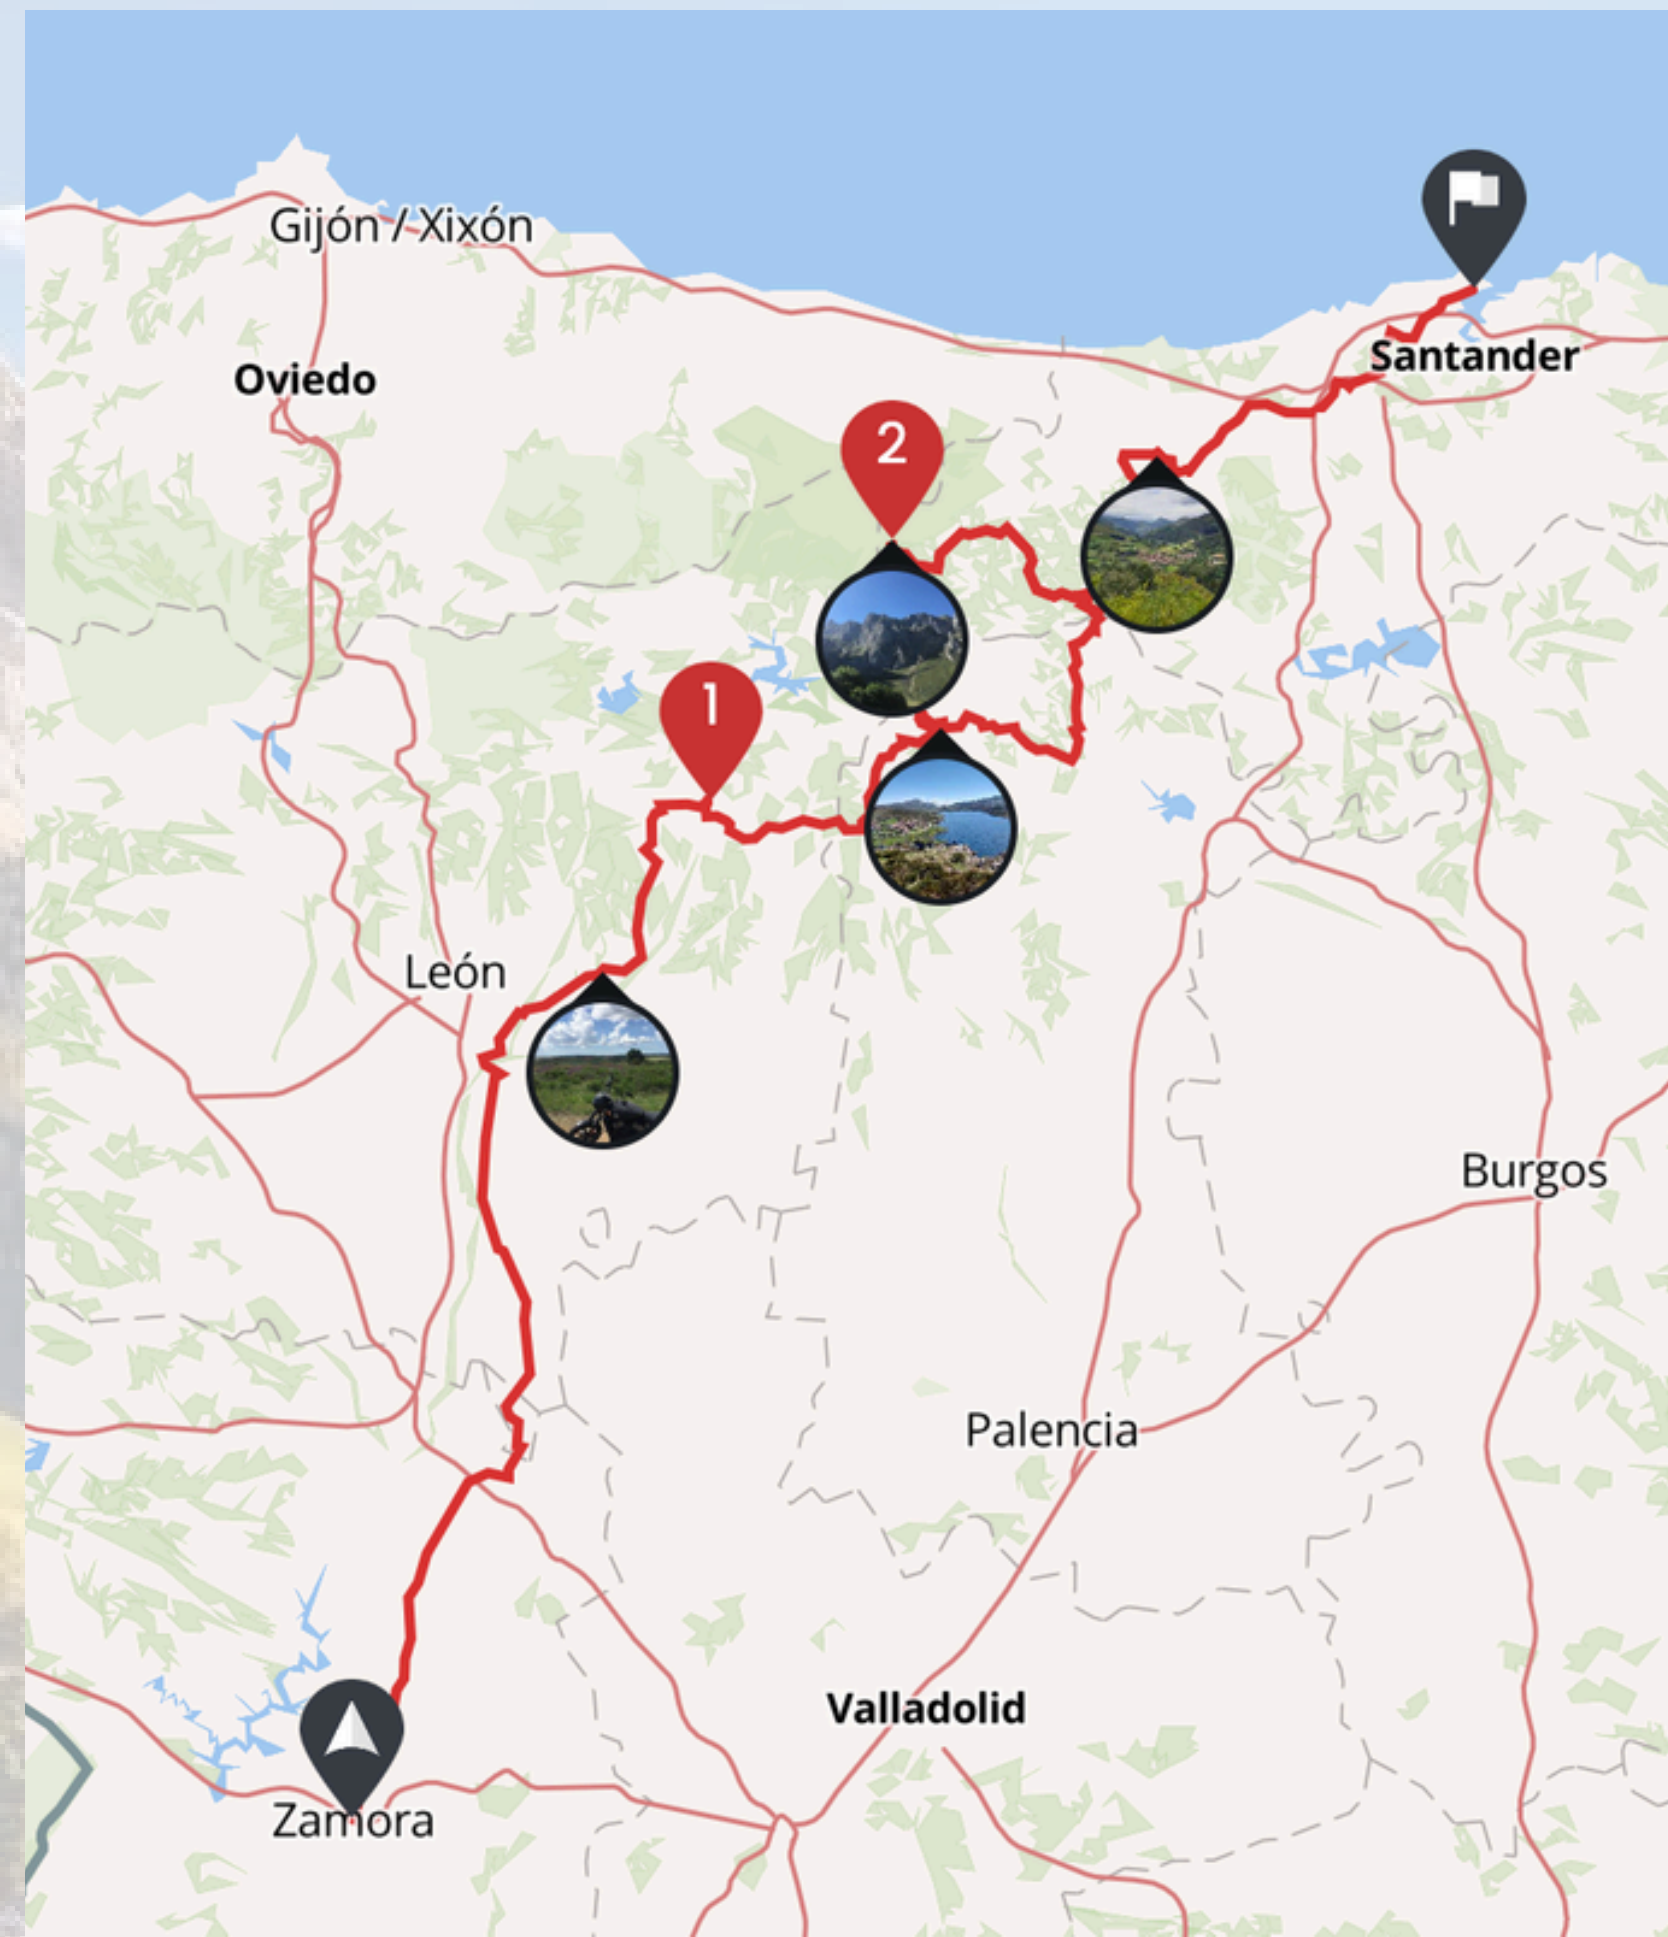 Gijón / Xixón
Santander
Oviedo
2
1
León
Burgos
Palencia
Valladolid
Zamora